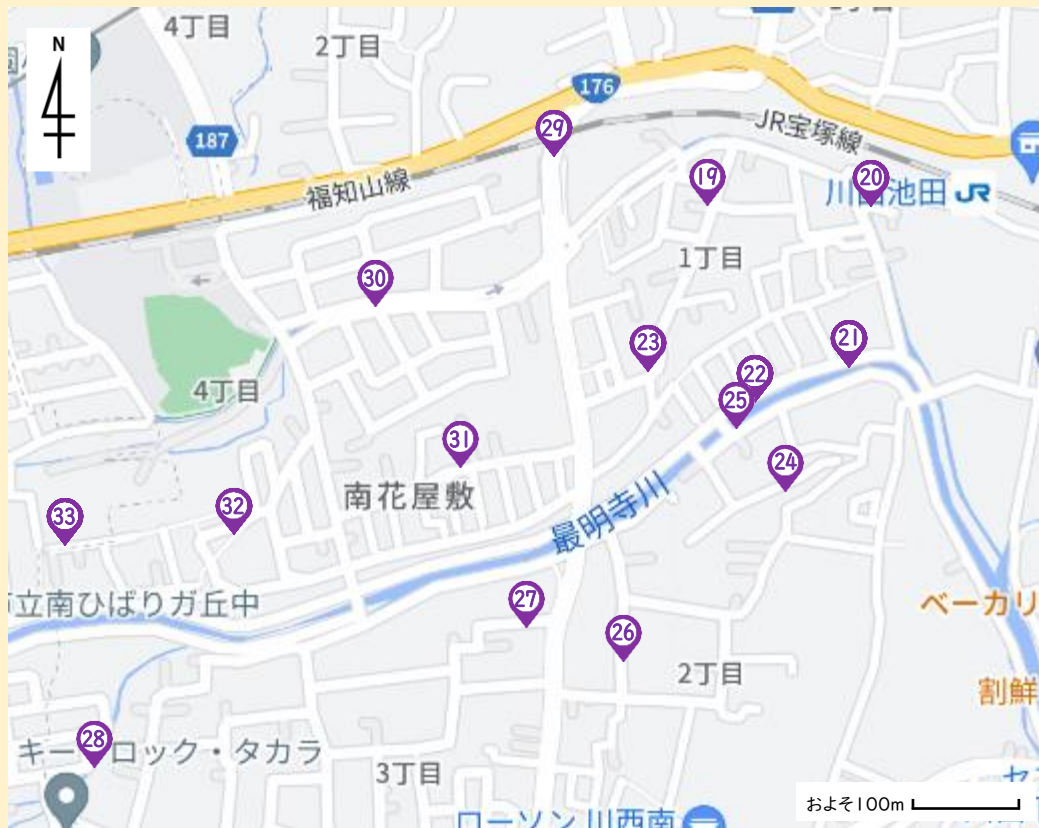 4丁目
2丁目
N
176
187
29
JR宝塚線
福知山線
19
20
川西池田 JR
1丁目
30
23
21
22
25
4丁目
31
24
南花屋敷
32
33
最明寺川
立南ひばりガ丘中
27
26
ベーカリ
2丁目
割鮮
28
キーロック・タカラ
3丁目
セ
およそ100m
ローソン 川西南